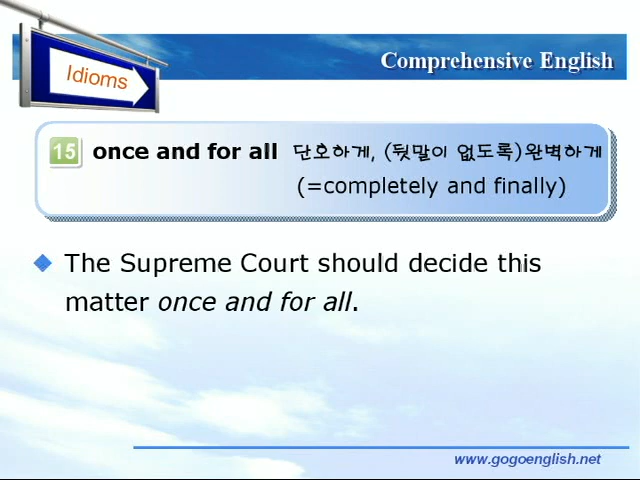 Idioms
Comprehensive English
15 once and for all 단호하게, (뒷말이 없도록)완벽하게
(=completely and finally)
The Supreme Court should decide this
matter once and for all.
www.gogoenglish.net